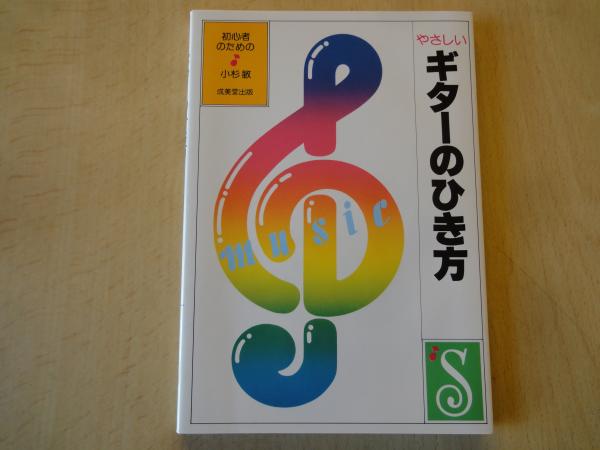 初心者
のための
小杉 敏
成美堂出版
やさしい
ギターのひき方
music
S